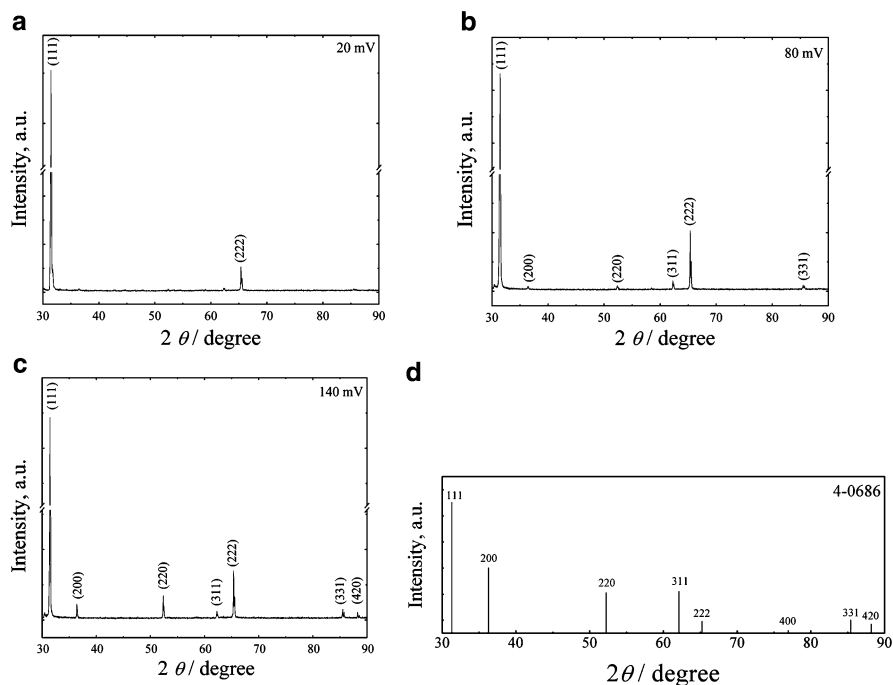 a
20 mV
(111)
(222)
Intensity, a.u.
30 40 50 60 70 80 90
2 θ / degree
b
80 mV
(111)
(200)
(220)
(311)
(222)
(331)
Intensity, a.u.
30 40 50 60 70 80 90
2 θ / degree
c
140 mV
(111)
(200)
(220)
(311)
(222)
(331)
(420)
Intensity, a.u.
30 40 50 60 70 80 90
2 θ / degree
d
4-0686
111
200
220
311
222
400
331
420
Intensity, a.u.
30 40 50 60 70 80 90
2θ / degree